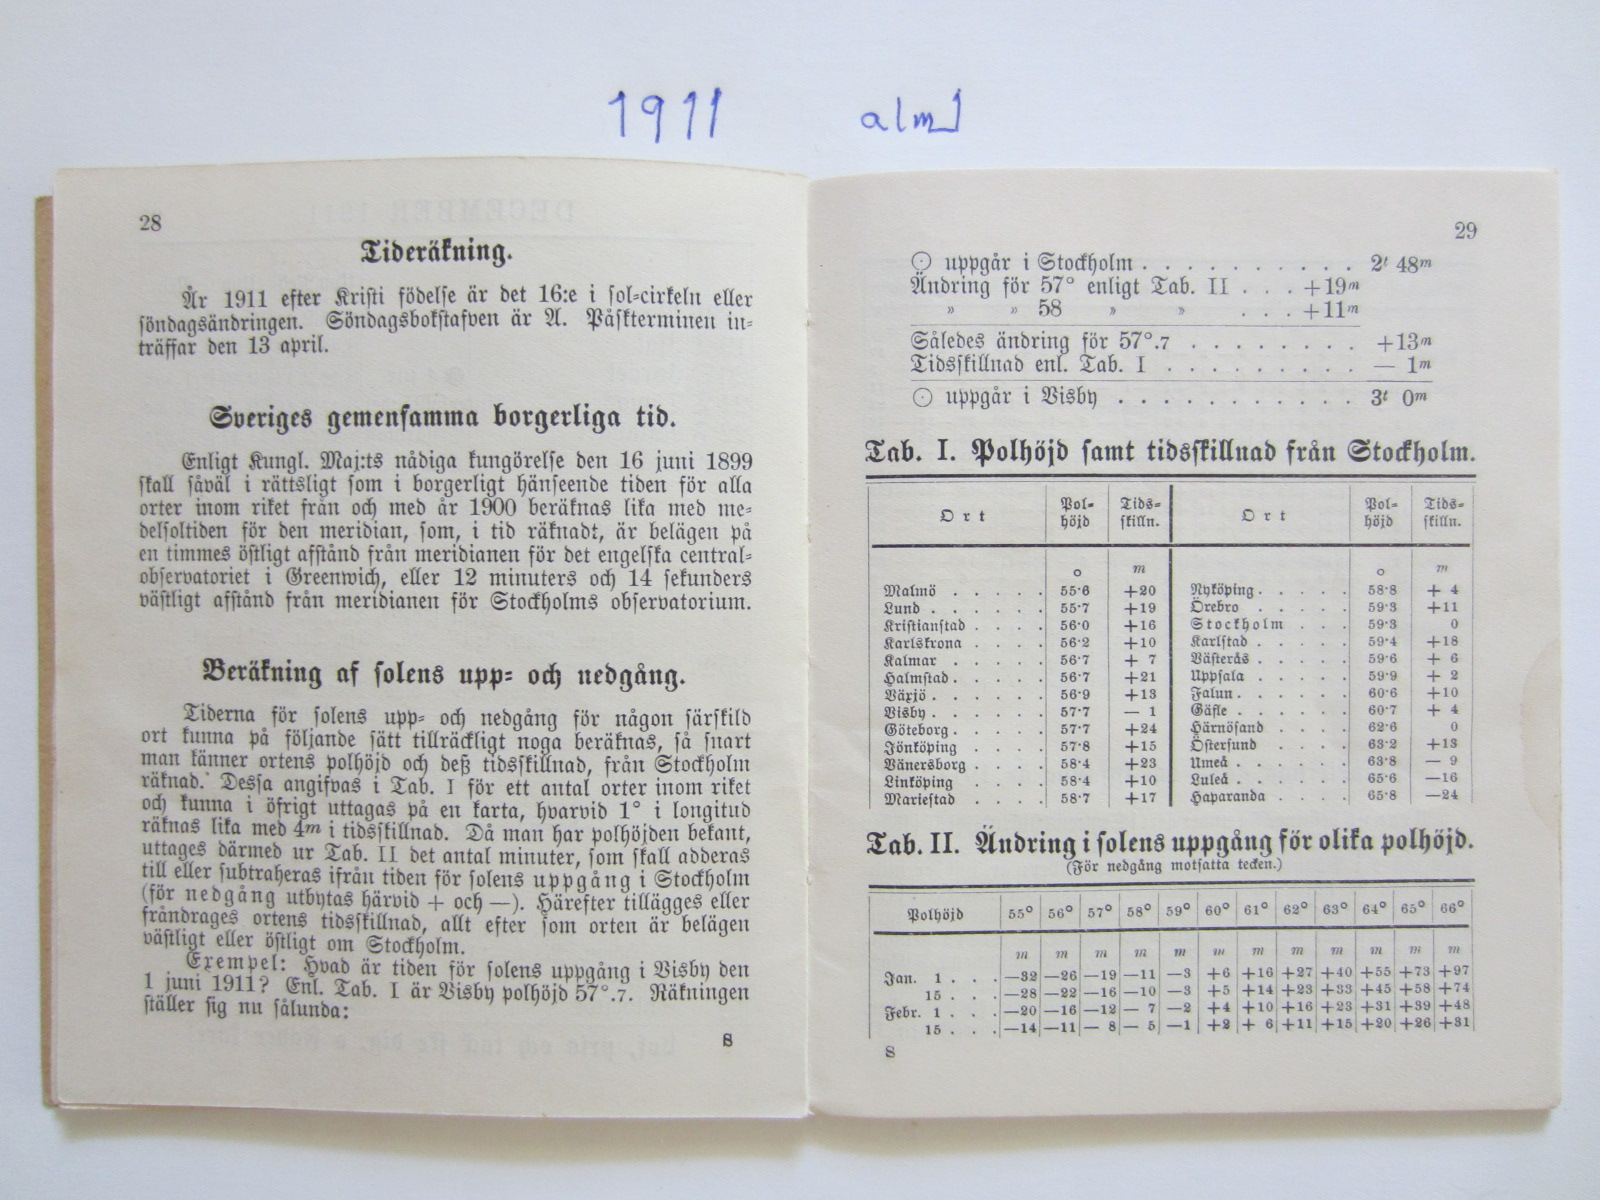 1911 alm
28
Tideräkning.
År 1911 efter Kristi födelse är det 16:e i sol=cirkeln eller
söndagsändringen. Söndagsbokstafven är A. Påskterminen in=
träffar den 13 april.
Sveriges gemensamma borgerliga tid.
Enligt Kungl. Maj:ts nådiga kungörelse den 16 juni 1899
skall såväl i rättsligt som i borgerligt hänseende tiden för alla
orter inom riket från och med år 1900 beräknas lika med me=
delsoltiden för den meridian, som, i tid räknadt, är belägen på
en timmes östligt afstånd från meridianen för det engelska central=
observatoriet i Greenwich, eller 12 minuters och 14 sekunders
västligt afstånd från meridianen för Stockholms observatorium.
Beräkning af solens upp= och nedgång.
Tiderna för solens upp= och nedgång för någon särskild
ort kunna på följande sätt tillräckligt noga beräknas, så snart
man känner ortens polhöjd och deß tidsskillnad, från Stockholm
räknad. Dessa angifvas i Tab. I för ett antal orter inom riket
och kunna i öfrigt uttagas på en karta, hvarvid 1° i longitud
räknas lika med 4m i tidsskillnad. Då man har polhöjden bekant,
uttages därmed ur Tab. II det antal minuter, som skall adderas
till eller subtraheras ifrån tiden för solens uppgång i Stockholm
(för nedgång utbytas härvid + och —). Härefter tillägges eller
fråndrages ortens tidsskillnad, allt efter som orten är belägen
västligt eller östligt om Stockholm.
Exempel: Hvad är tiden för solens uppgång i Visby den
1 juni 1911? Enl. Tab. I är Visby polhöjd 57°.7. Räkningen
ställer sig nu sålunda:
S
29
☉ uppgår i Stockholm . . . . . . . . . . 2t 48m
Ändring för 57° enligt Tab. II . . . +19m
» » 58 » » . . . +11m
Således ändring för 57°.7 . . . . . . . . +13m
Tidsskillnad enl. Tab. I . . . . . . . . . — 1m
☉ uppgår i Visby . . . . . . . . . . . 3t 0m
Tab. I. Polhöjd samt tidsskillnad från Stockholm.
Ort Pol=höjd Tids=skilln. Ort Pol=höjd Tids=skilln.
o m o m
Malmö . . . . . 55·6 +20 Nyköping . . . . 58·8 + 4
Lund . . . . . 55·7 +19 Örebro . . . . . 59·3 +11
Kristianstad . . . . 56·0 +16 Stockholm . . . 59·3 0
Karlskrona . . . . 56·2 +10 Karlstad . . . . 59·4 +18
Kalmar . . . . . 56·7 + 7 Västerås . . . . 59·6 + 6
Halmstad . . . . . 56·7 +21 Uppsala . . . . 59·9 + 2
Växjö . . . . . 56·9 +13 Falun . . . . . 60·6 +10
Visby . . . . . 57·7 — 1 Gäfle . . . . . 60·7 + 4
Göteborg . . . . . 57·7 +24 Härnösand . . . . 62·6 0
Jönköping . . . . 57·8 +15 Östersund . . . . 63·2 +13
Vänersborg . . . . 58·4 +23 Umeå . . . . . 63·8 — 9
Linköping . . . . 58·4 +10 Luleå . . . . . 65·6 —16
Mariestad . . . . 58·7 +17 Haparanda . . . . 65·8 —24
Tab. II. Ändring i solens uppgång för olika polhöjd.
(För nedgång motsatta tecken.)
Polhöjd 55° 56° 57° 58° 59° 60° 61° 62° 63° 64° 65° 66°
m m m m m m m m m m m m
Jan. 1 . . . —32 —26 —19 —11 —3 +6 +16 +27 +40 +55 +73 +97
15 . . . —28 —22 —16 —10 —3 +5 +14 +23 +33 +45 +58 +74
Febr. 1 . . . —20 —16 —12 — 7 —2 +4 +10 +16 +23 +31 +39 +48
15 . . . —14 —11 — 8 — 5 —1 +2 + 6 +11 +15 +20 +26 +31
S